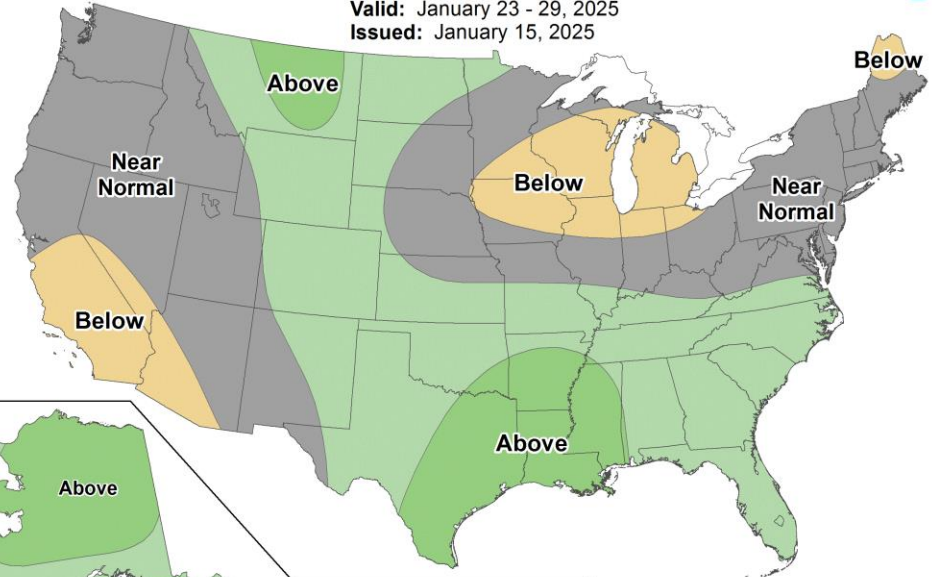 Valid: January 23 - 29, 2025
Issued: January 15, 2025
Below
Above
Near
Normal
Below
Near
Normal
Below
Above
Above